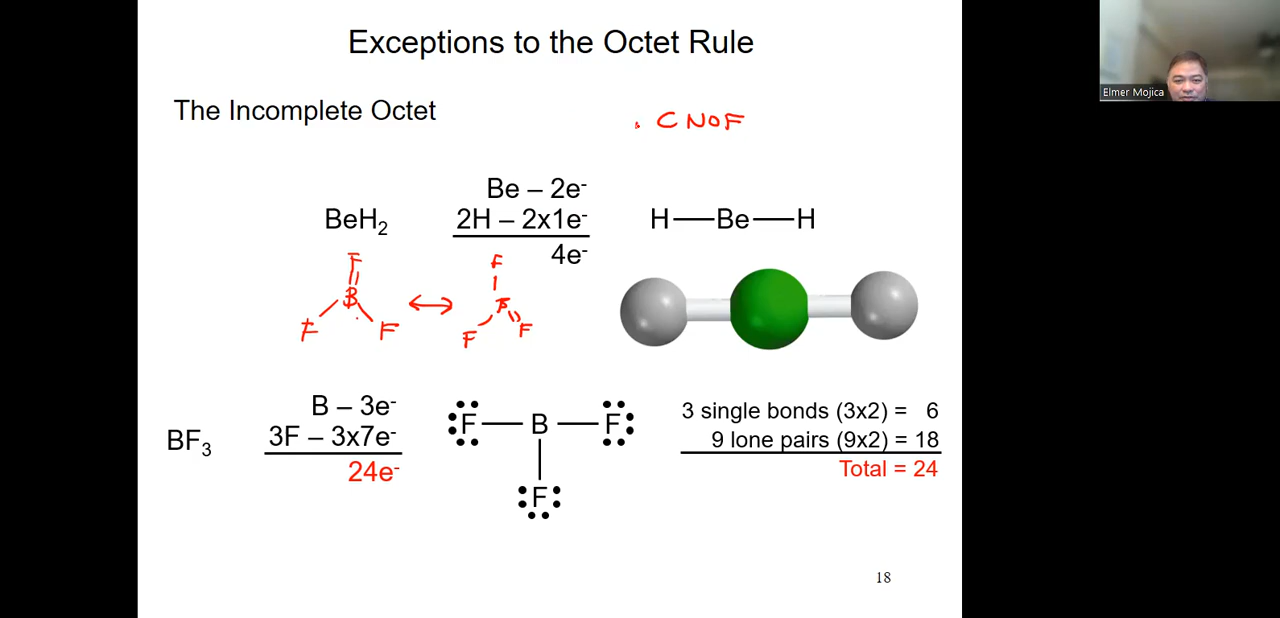 Exceptions to the Octet Rule
Elmer Mojica
The Incomplete Octet
. CNOF
Be – 2e⁻
BeH₂
2H – 2x1e⁻
H—Be—H
4e⁻
F
B
F F
↔
F
B
F F
B – 3e⁻
BF₃
3F – 3x7e⁻
24e⁻
F—B—F
F
3 single bonds (3x2) = 6
9 lone pairs (9x2) = 18
Total = 24
18